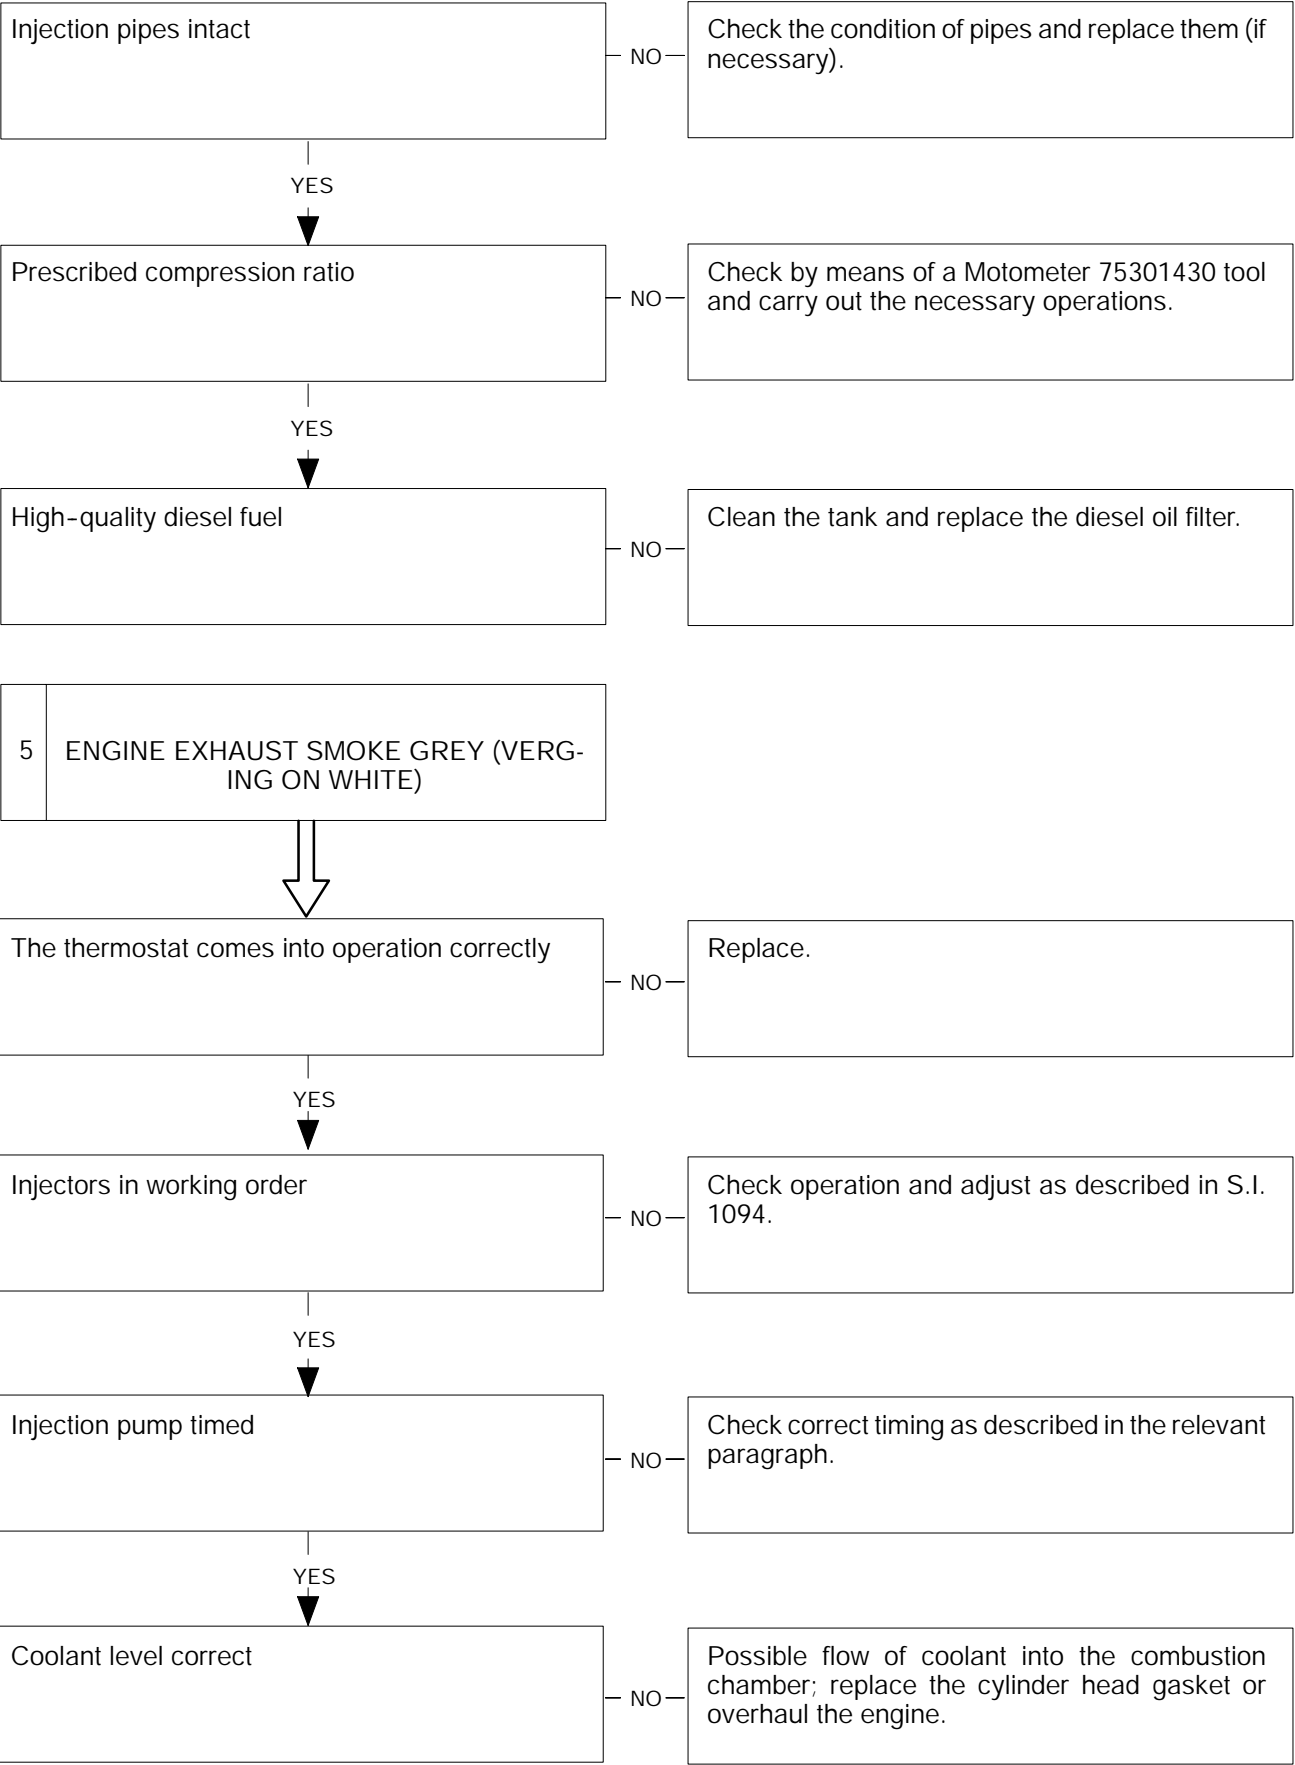 Injection pipes intact
NO
Check the condition of pipes and replace them (if
necessary).
YES
Prescribed compression ratio
NO
Check by means of a Motometer 75301430 tool
and carry out the necessary operations.
YES
High-quality diesel fuel
NO
Clean the tank and replace the diesel oil filter.
5
ENGINE EXHAUST SMOKE GREY (VERG-
ING ON WHITE)
The thermostat comes into operation correctly
NO
Replace.
YES
Injectors in working order
NO
Check operation and adjust as described in S.I.
1094.
YES
Injection pump timed
NO
Check correct timing as described in the relevant
paragraph.
YES
Coolant level correct
NO
Possible flow of coolant into the combustion
chamber; replace the cylinder head gasket or
overhaul the engine.